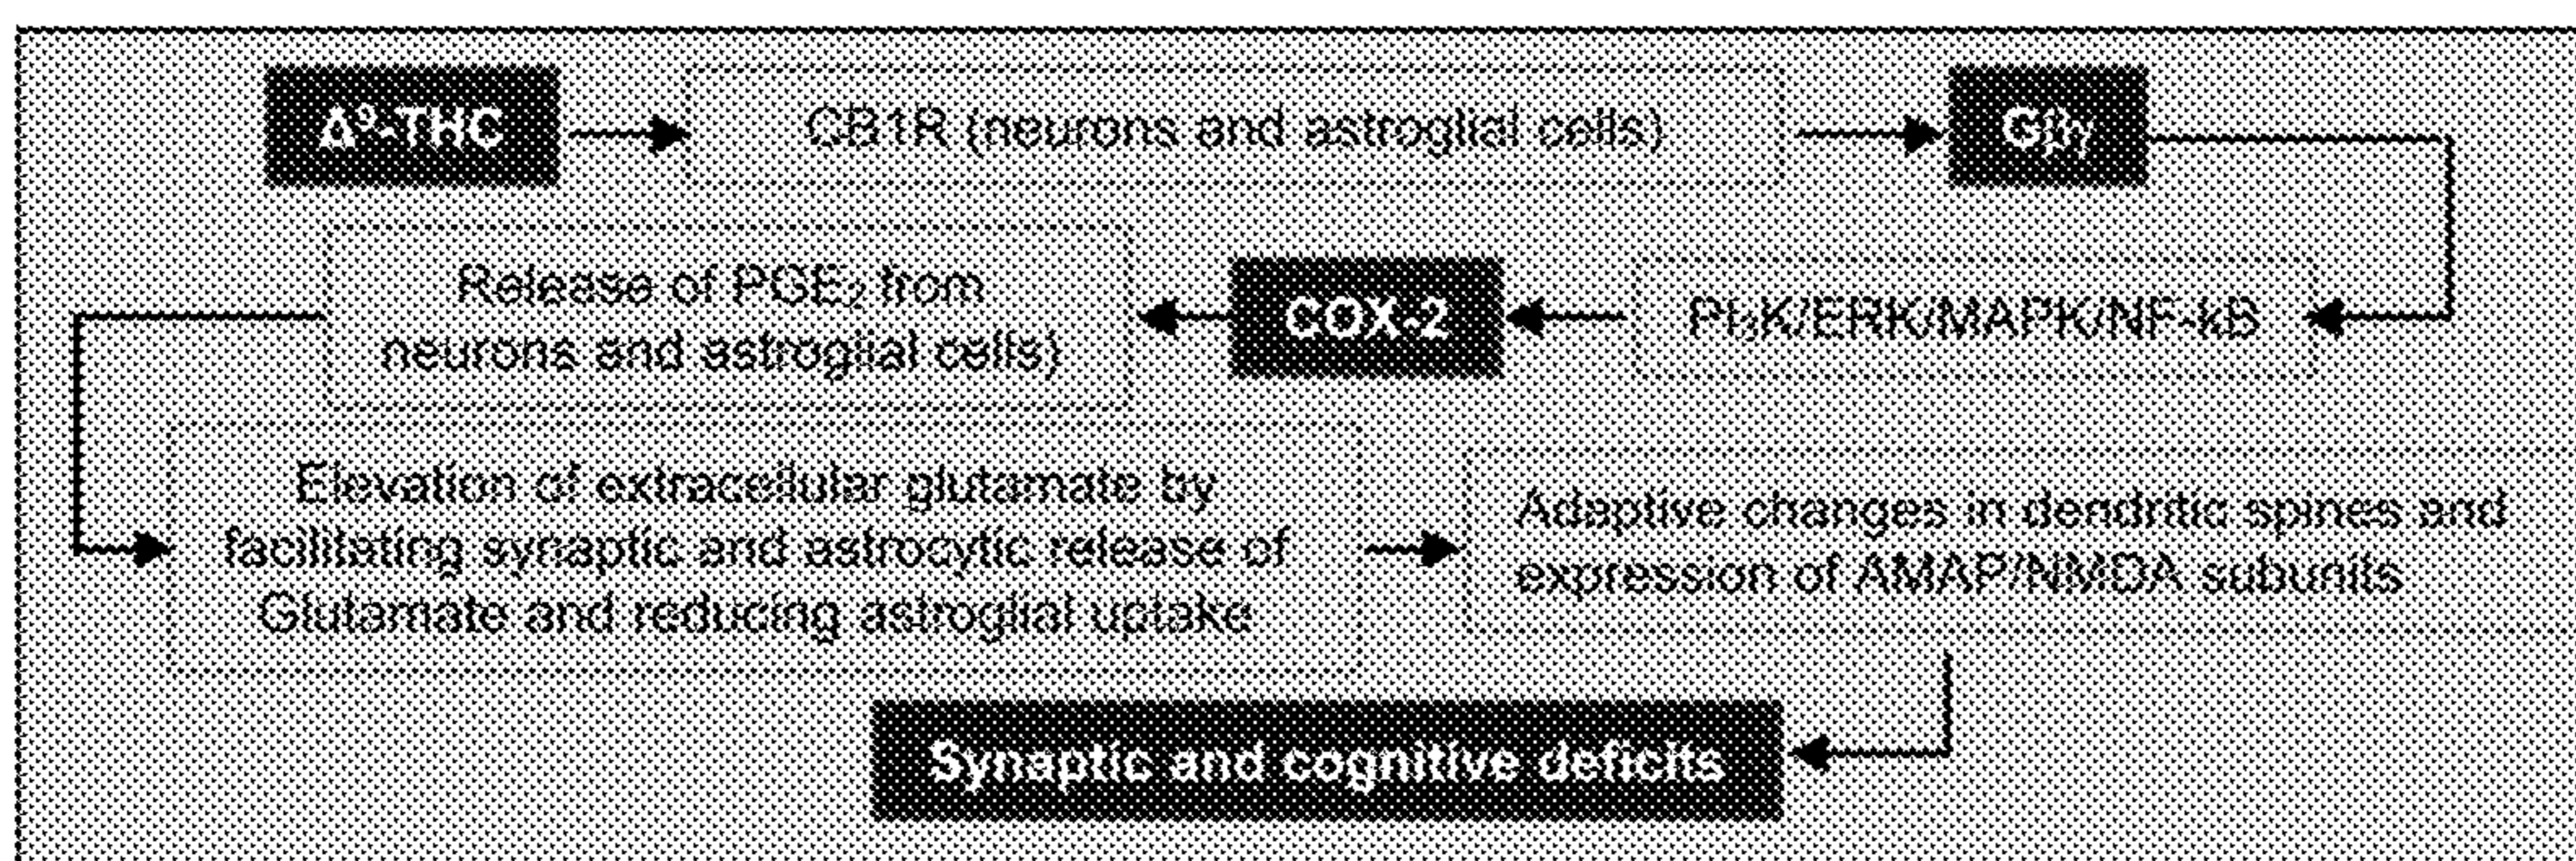 Δ⁹-THC
CB1R (neurons and astroglial cells)
Gβγ
PI₃K/ERK/MAPK/NF-kB
COX-2
Release of PGE₂ from
neurons and astroglial cells)
Elevation of extracellular glutamate by
facilitating synaptic and astrocytic release of
Glutamate and reducing astroglial uptake
Adaptive changes in dendritic spines and
expression of AMAP/NMDA subunits
Synaptic and cognitive deficits